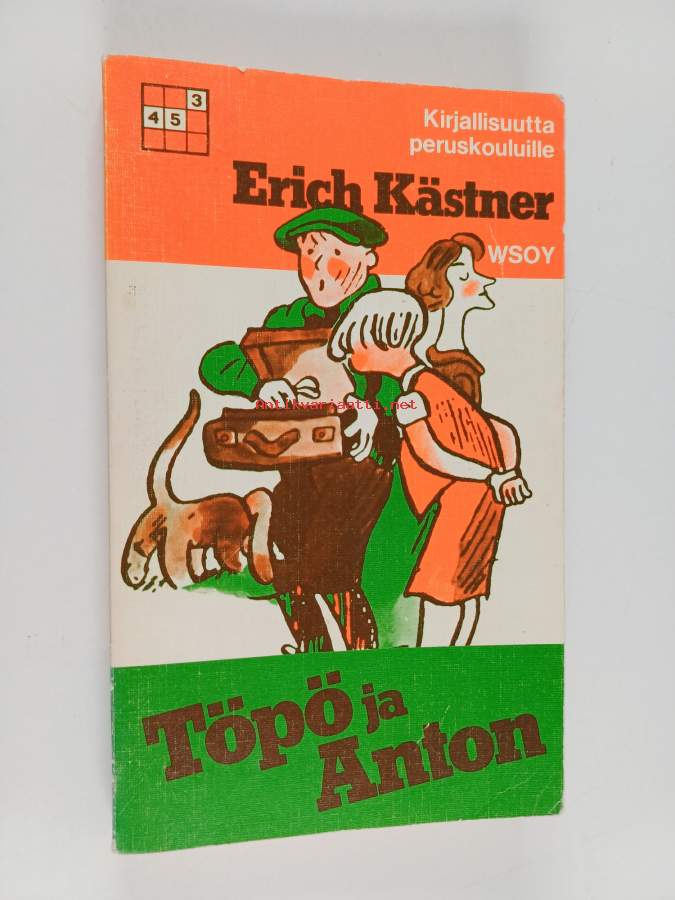 3
4 5
Kirjallisuutta
peruskouluille
Erich Kästner
WSOY
Antikvariaatti.net
Töpö ja
Anton